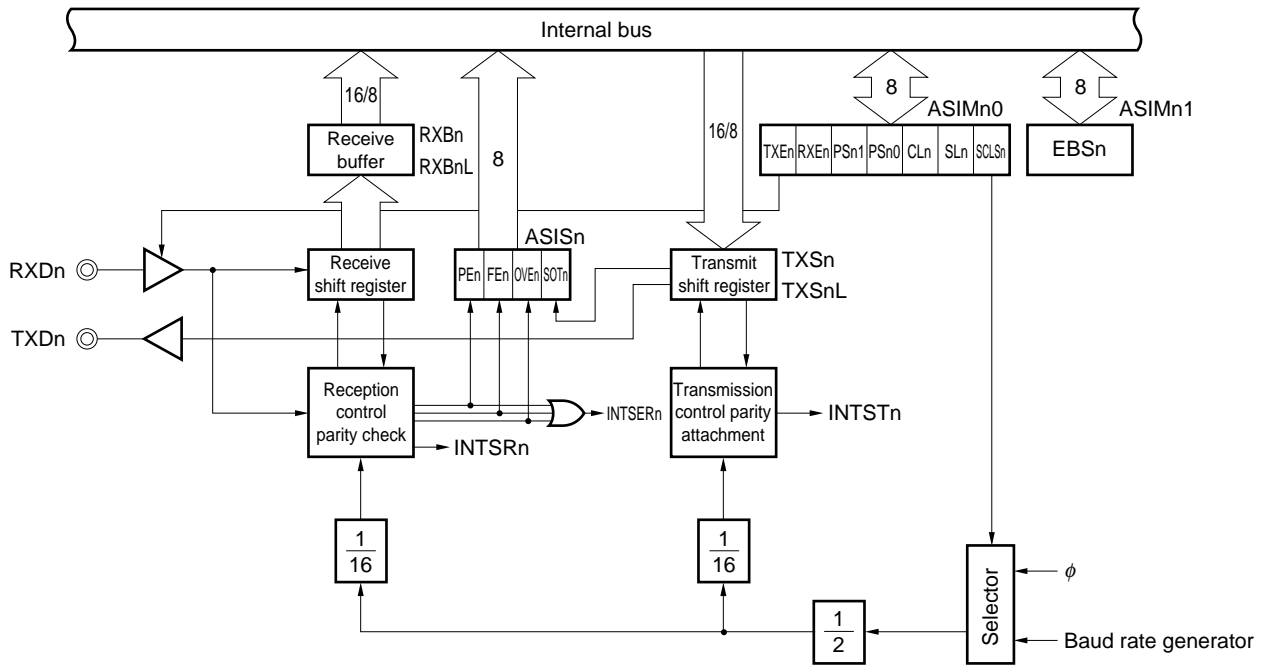 Internal bus
16/8
8
16/8
8
ASIMn0
8
ASIMn1
Receive
buffer
RXBn
RXBnL
TXEn RXEn PSn1 PSn0 CLn SLn SCLSn
EBSn
RXDn
Receive
shift register
ASISn
PEn FEn OVEn SOTn
Transmit
shift register
TXSn
TXSnL
TXDn
Reception
control
parity check
INTSERn
INTSRn
Transmission
control parity
attachment
INTSTn
1
16
1
16
1
2
Selector
ϕ
Baud rate generator